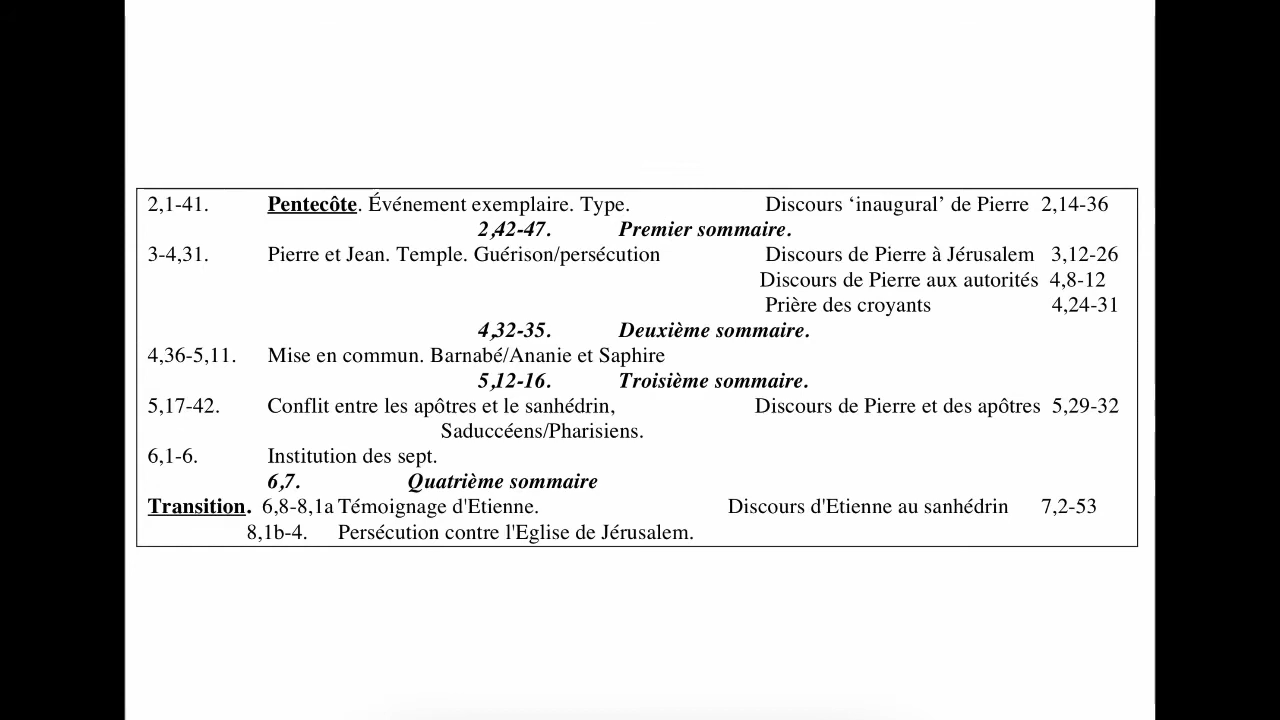 2,1-41. Pentecôte. Événement exemplaire. Type. Discours ‘inaugural’ de Pierre 2,14-36
2,42-47. Premier sommaire.
3-4,31. Pierre et Jean. Temple. Guérison/persécution Discours de Pierre à Jérusalem 3,12-26
Discours de Pierre aux autorités 4,8-12
Prière des croyants 4,24-31
4,32-35. Deuxième sommaire.
4,36-5,11. Mise en commun. Barnabé/Ananie et Saphire
5,12-16. Troisième sommaire.
5,17-42. Conflit entre les apôtres et le sanhédrin, Discours de Pierre et des apôtres 5,29-32
Saduccéens/Pharisiens.
6,1-6. Institution des sept.
6,7. Quatrième sommaire
Transition. 6,8-8,1a Témoignage d'Etienne. Discours d'Etienne au sanhédrin 7,2-53
8,1b-4. Persécution contre l'Eglise de Jérusalem.